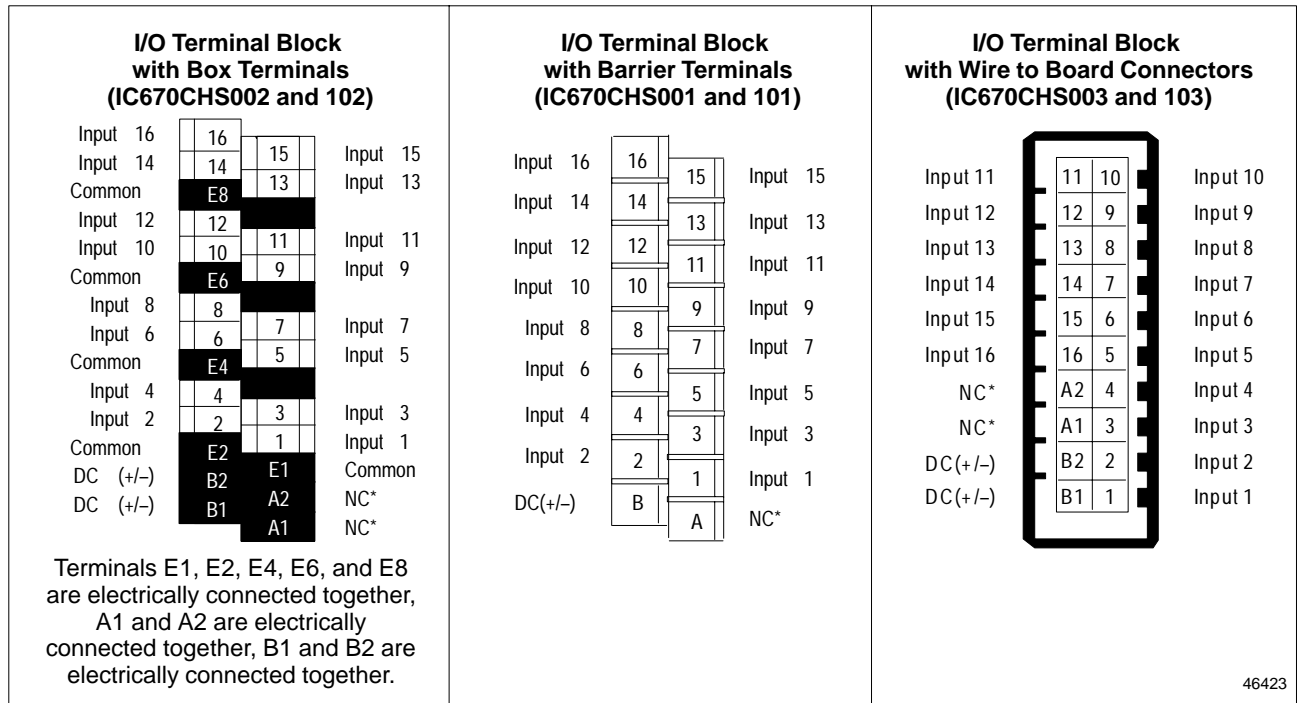 I/O Terminal Block
with Box Terminals
(IC670CHS002 and 102)
Input 16 16
15 Input 15
Input 14 14
13 Input 13
Common E8
Input 12 12
11 Input 11
Input 10 10
9 Input 9
Common E6
Input 8 8
7 Input 7
Input 6 6
5 Input 5
Common E4
Input 4 4
3 Input 3
Input 2 2
1 Input 1
Common E2
E1 Common
DC (+/–) B2
A2 NC*
DC (+/–) B1
A1 NC*
Terminals E1, E2, E4, E6, and E8
are electrically connected together,
A1 and A2 are electrically
connected together, B1 and B2 are
electrically connected together.
I/O Terminal Block
with Barrier Terminals
(IC670CHS001 and 101)
Input 16 16
15 Input 15
Input 14 14
13 Input 13
Input 12 12
11 Input 11
Input 10 10
9 Input 9
Input 8 8
7 Input 7
Input 6 6
5 Input 5
Input 4 4
3 Input 3
Input 2 2
1 Input 1
DC(+/–) B
A NC*
I/O Terminal Block
with Wire to Board Connectors
(IC670CHS003 and 103)
Input 11 11 10 Input 10
Input 12 12 9 Input 9
Input 13 13 8 Input 8
Input 14 14 7 Input 7
Input 15 15 6 Input 6
Input 16 16 5 Input 5
NC* A2 4 Input 4
NC* A1 3 Input 3
DC(+/–) B2 2 Input 2
DC(+/–) B1 1 Input 1
46423